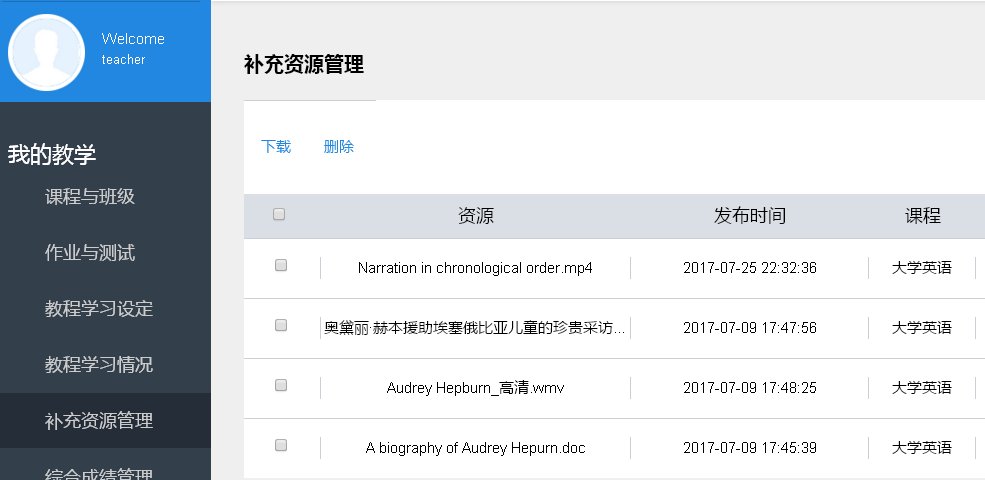 Welcome
teacher
我的教学
课程与班级
作业与测试
教程学习设定
教程学习情况
补充资源管理
综合成绩管理
补充资源管理
下载 删除
资源 发布时间 课程
Narration in chronological order.mp4 2017-07-25 22:32:36 大学英语
奥黛丽·赫本援助埃塞俄比亚儿童的珍贵采访... 2017-07-09 17:47:56 大学英语
Audrey Hepburn_高清.wmv 2017-07-09 17:48:25 大学英语
A biography of Audrey Hepurn.doc 2017-07-09 17:45:39 大学英语